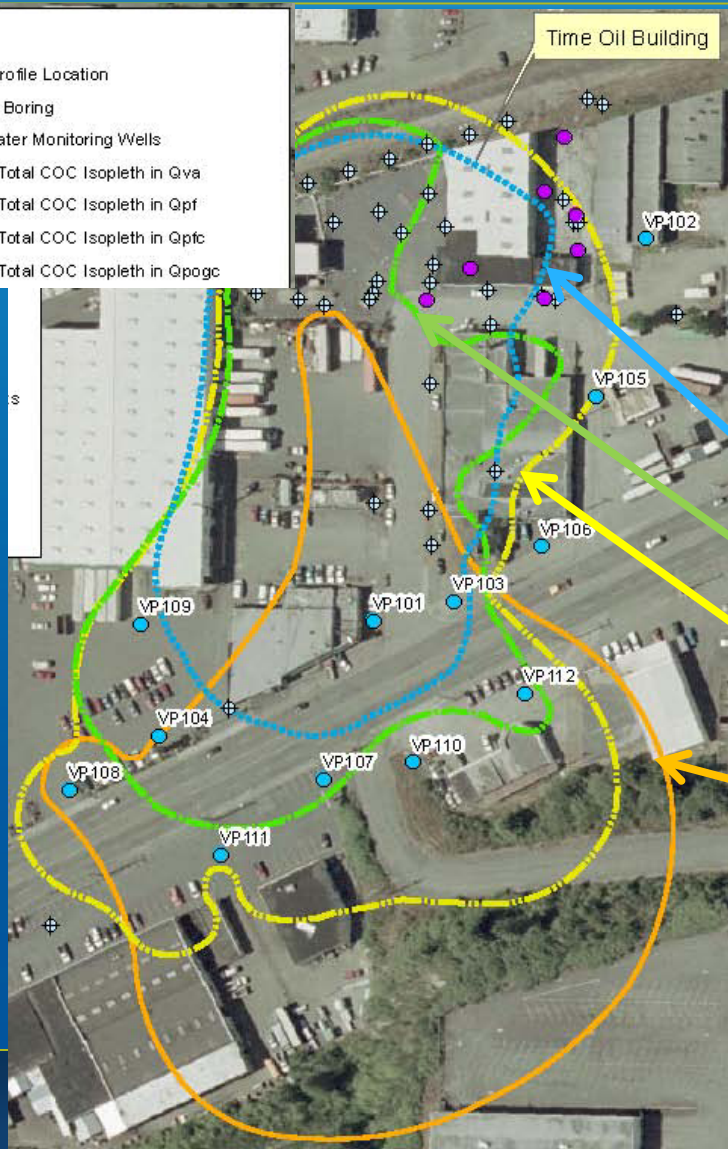 Time Oil Building
rofile Location
Boring
ater Monitoring Wells
Total COC Isopleth in Qva
Total COC Isopleth in Qpf
Total COC Isopleth in Qpfc
Total COC Isopleth in Qpogc
s
VP102
VP105
VP106
VP103
VP109
VP101
VP112
VP104
VP110
VP108
VP107
VP111